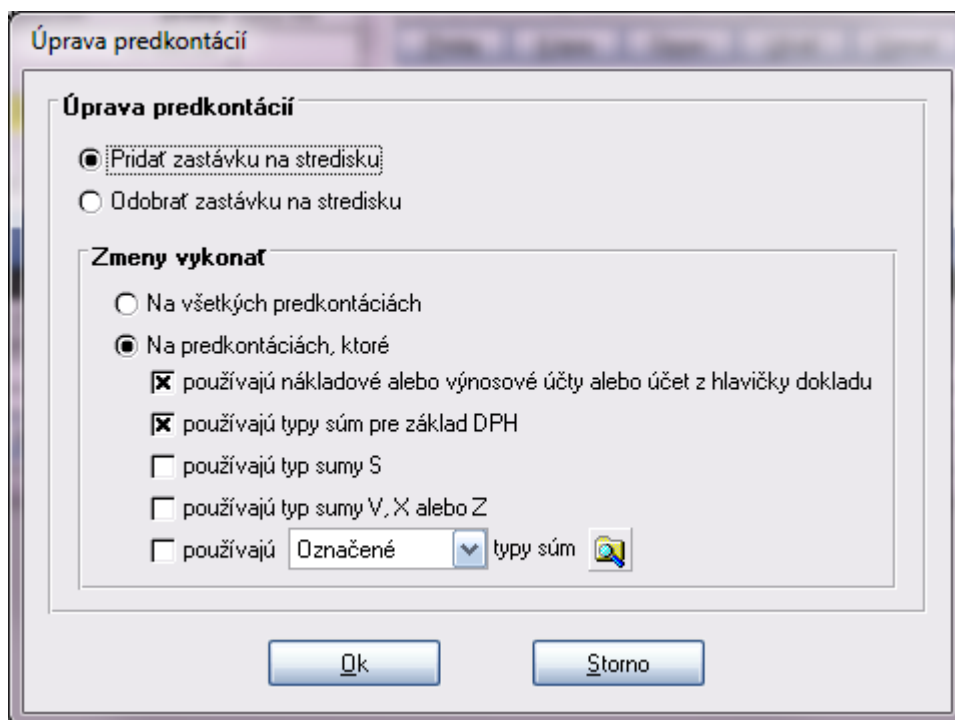 Úprava predkontácií
Úprava predkontácií
Pridať zastávku na stredisku
Odobrať zastávku na stredisku
Zmeny vykonať
Na všetkých predkontáciách
Na predkontáciách, ktoré
používajú nákladové alebo výnosové účty alebo účet z hlavičky dokladu
používajú typy súm pre základ DPH
používajú typ sumy S
používajú typ sumy V, X alebo Z
používajú Označené typy súm
Ok Storno